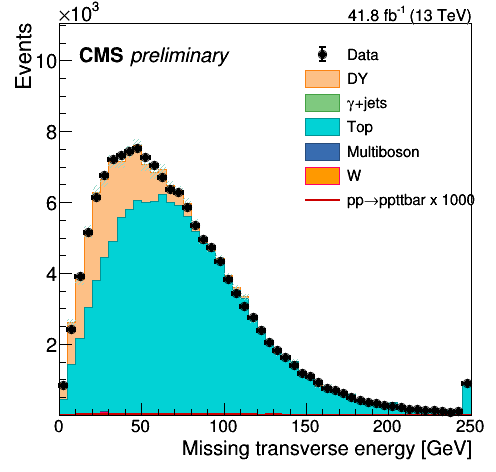 ×10³
41.8 fb⁻¹ (13 TeV)
Events
CMS preliminary
Data
DY
γ+jets
Top
Multiboson
W
pp→ppttbar x 1000
10
8
6
4
2
0 50 100 150 200 250
Missing transverse energy [GeV]